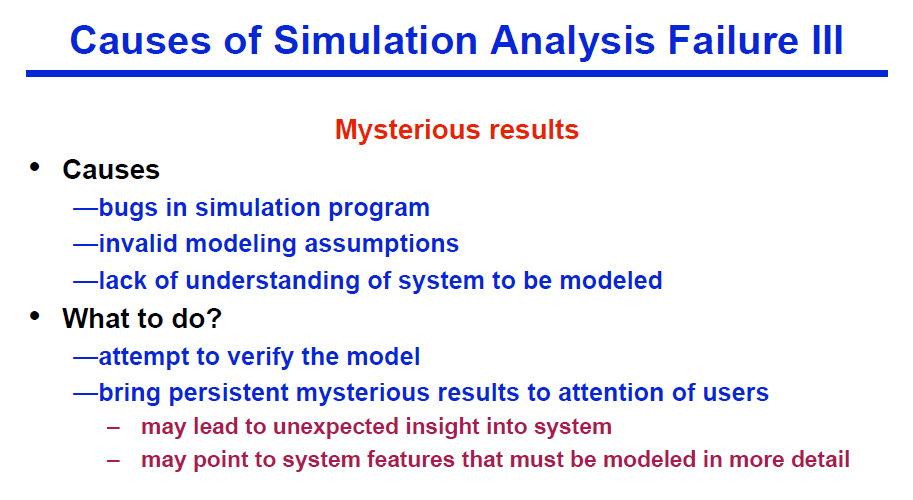 Causes of Simulation Analysis Failure III
Mysterious results
• Causes
—bugs in simulation program
—invalid modeling assumptions
—lack of understanding of system to be modeled
• What to do?
—attempt to verify the model
—bring persistent mysterious results to attention of users
– may lead to unexpected insight into system
– may point to system features that must be modeled in more detail